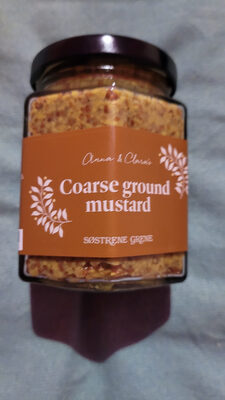 Anna & Clara's
Coarse ground
mustard
SØSTRENE GRENE